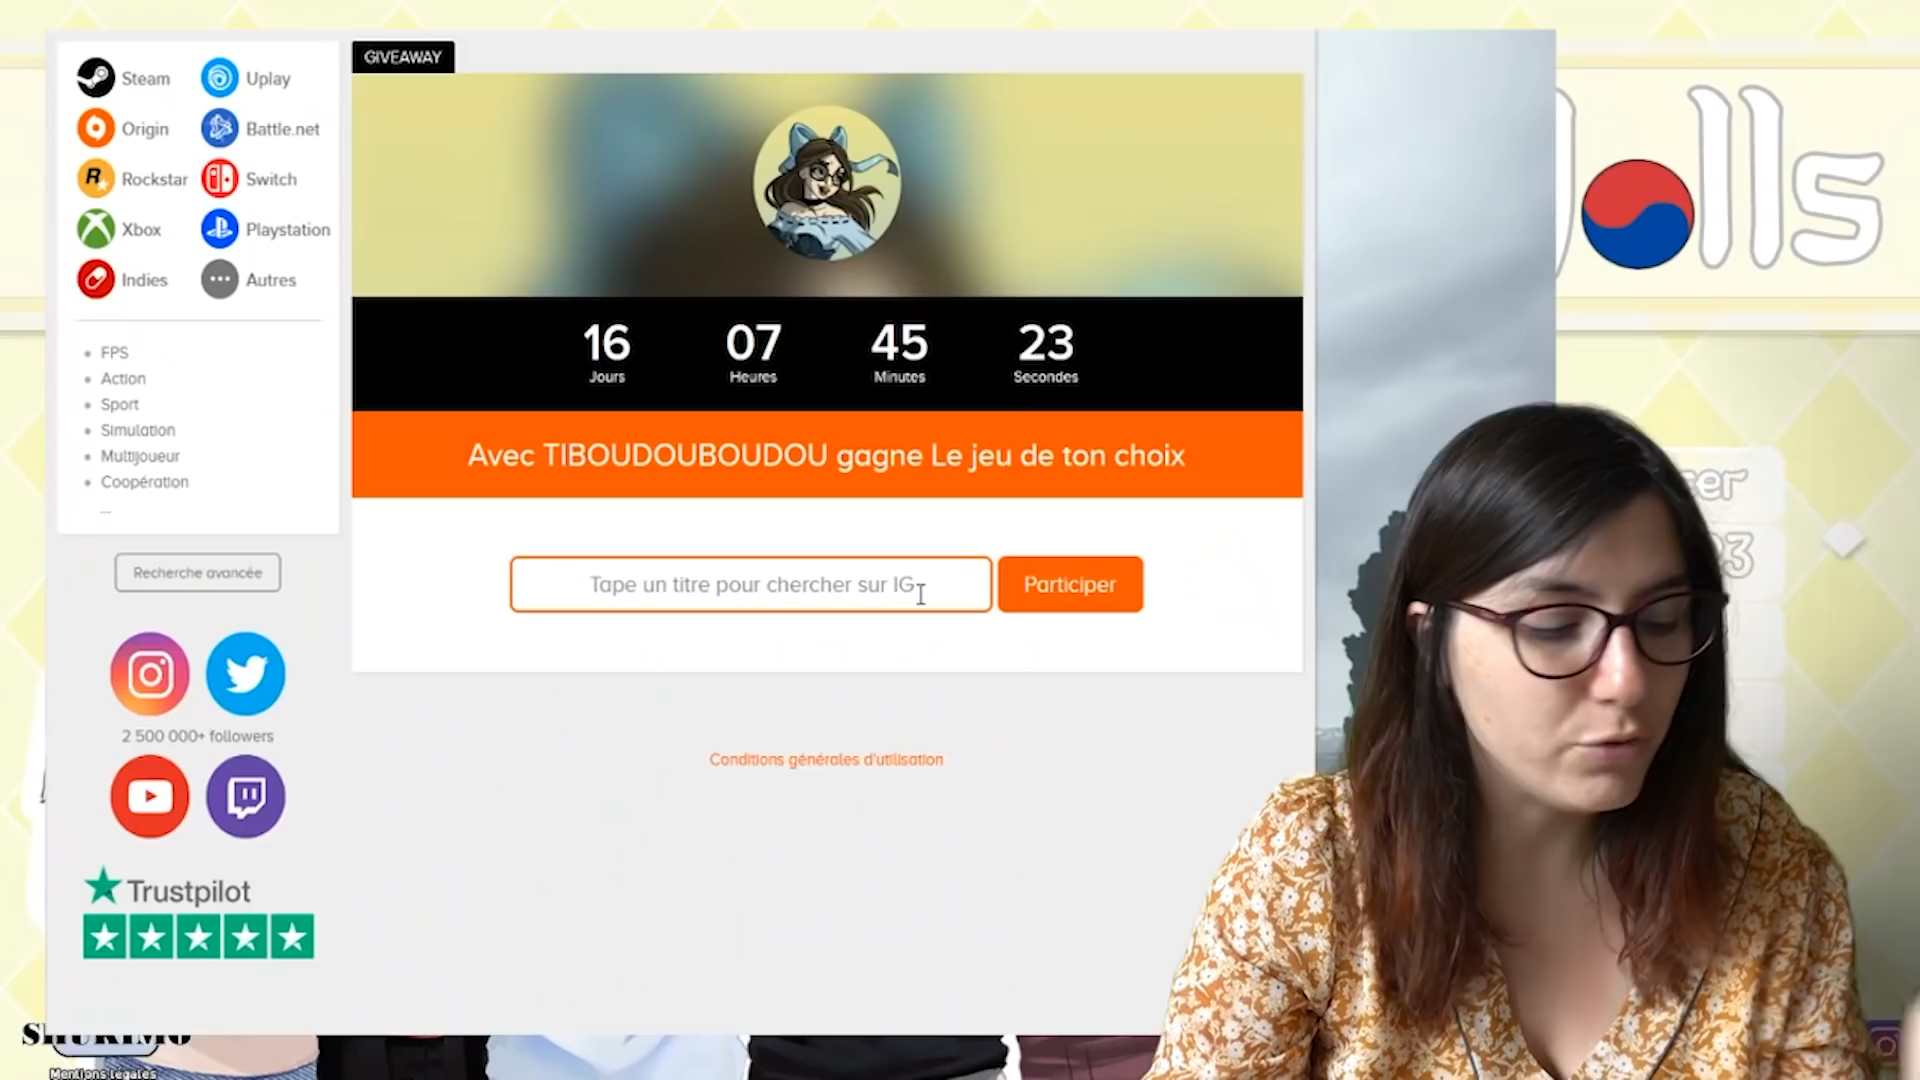 GIVEAWAY
Steam
Uplay
Origin
Battle.net
Rockstar
Switch
Xbox
Playstation
Indies
Autres
FPS
Action
Sport
Simulation
Multijoueur
Coopération
...
Recherche avancée
2 500 000+ followers
Trustpilot
16
07
45
23
Jours
Heures
Minutes
Secondes
Avec TIBOUDOUBOUDOU gagne Le jeu de ton choix
Tape un titre pour chercher sur IG
Participer
Conditions générales d'utilisation
olls
SHUKIMO
Mentions légales